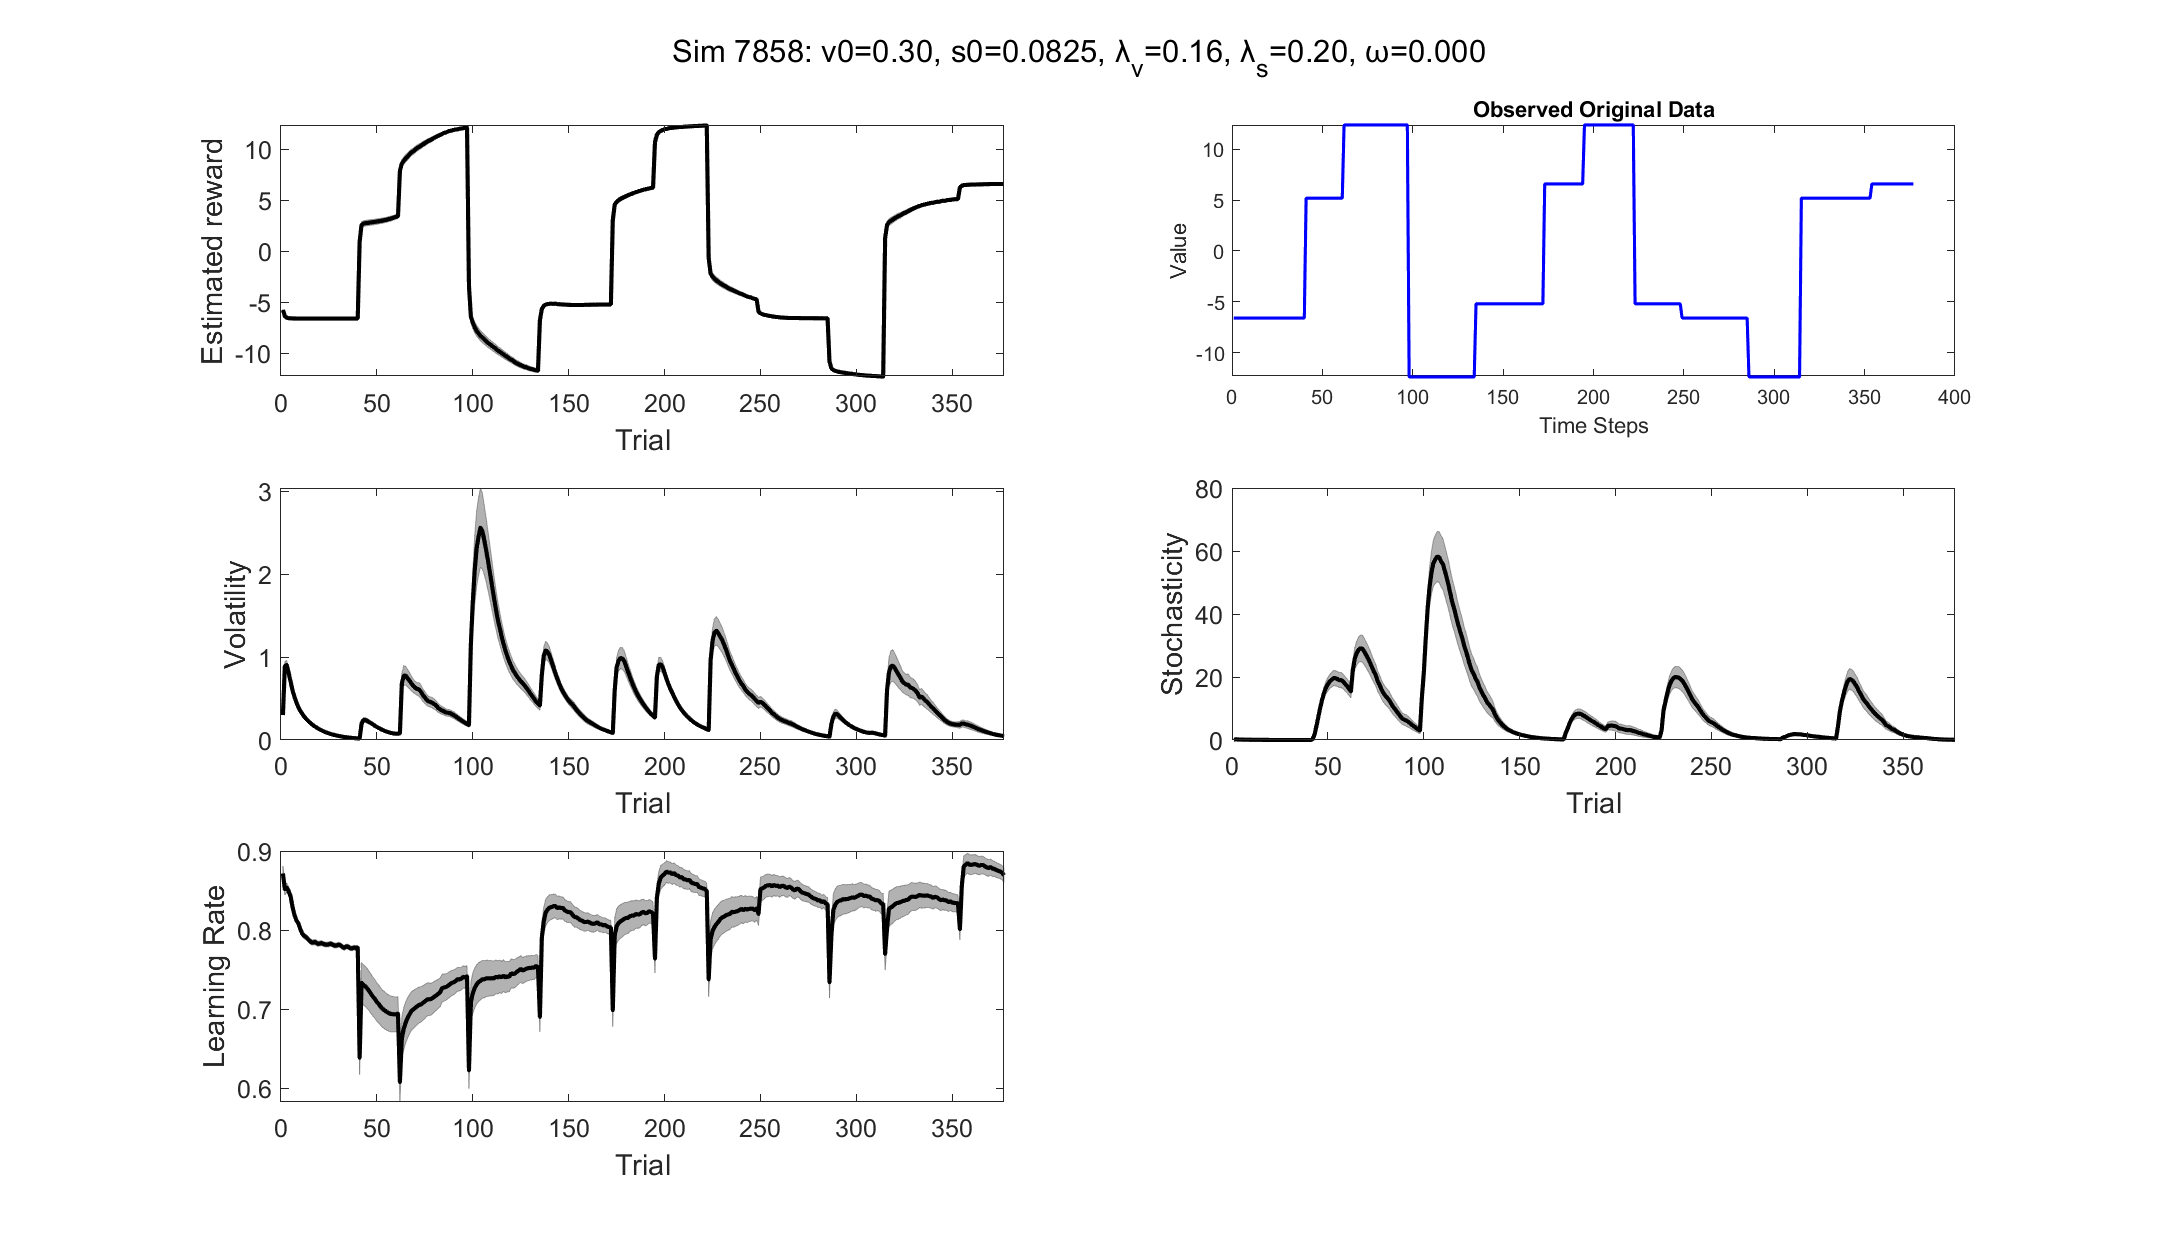 Sim 7858: v0=0.30, s0=0.0825, λv=0.16, λs=0.20, ω=0.000
Estimated reward
10
5
0
-5
-10
0 50 100 150 200 250 300 350
Trial
Observed Original Data
Value
10
5
0
-5
-10
0 50 100 150 200 250 300 350 400
Time Steps
Volatility
3
2
1
0
0 50 100 150 200 250 300 350
Trial
Stochasticity
80
60
40
20
0
0 50 100 150 200 250 300 350
Trial
Learning Rate
0.9
0.8
0.7
0.6
0 50 100 150 200 250 300 350
Trial